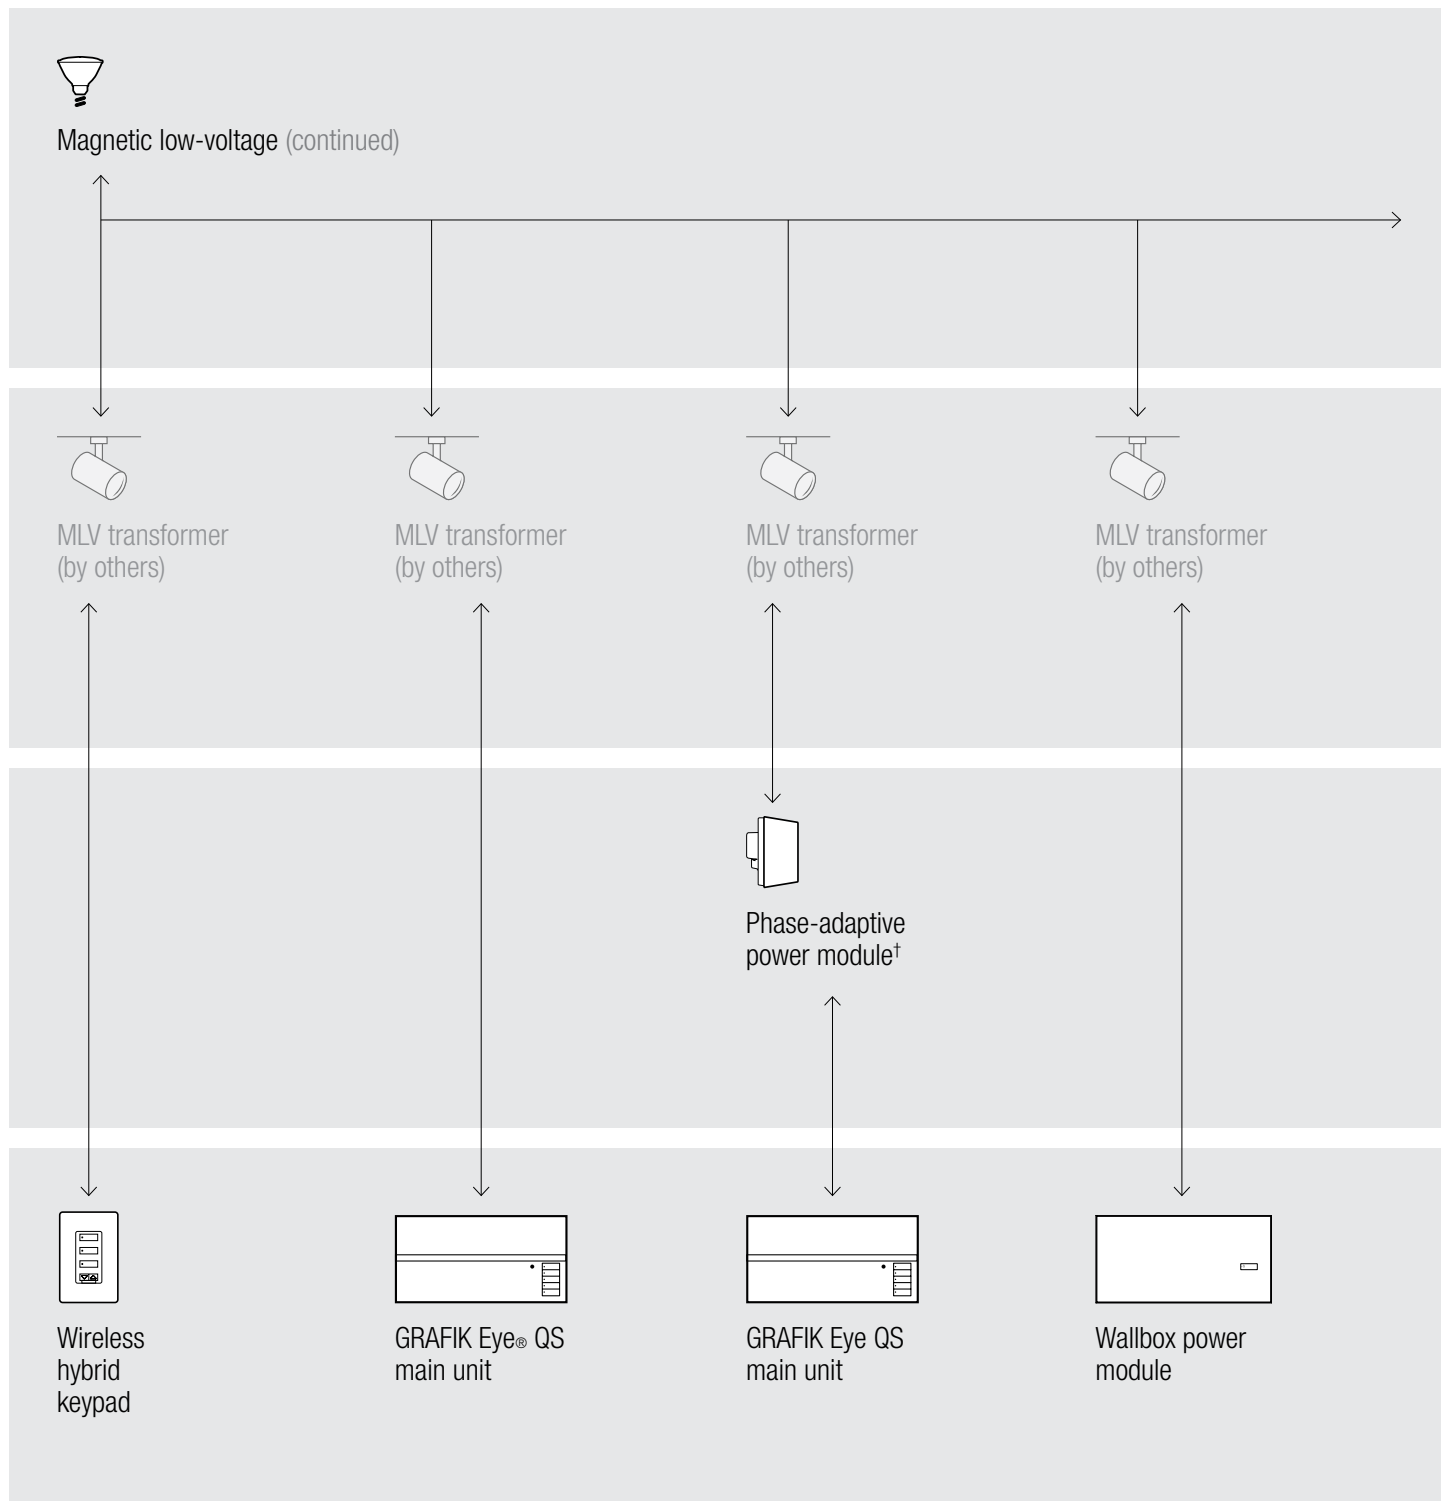 Magnetic low-voltage (continued)
MLV transformer
(by others)
MLV transformer
(by others)
MLV transformer
(by others)
MLV transformer
(by others)
Phase-adaptive
power module†
Wireless
hybrid
keypad
GRAFIK Eye® QS
main unit
GRAFIK Eye QS
main unit
Wallbox power
module